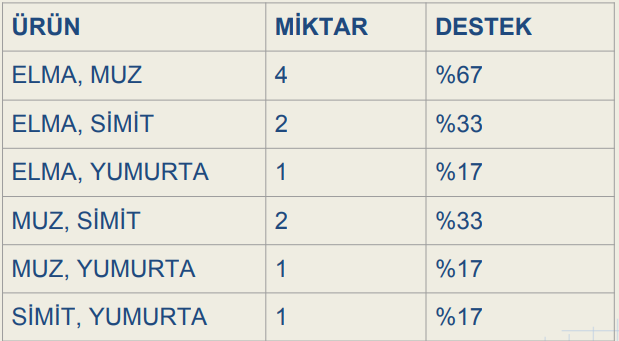 ÜRÜN MİKTAR DESTEK
ELMA, MUZ 4 %67
ELMA, SİMİT 2 %33
ELMA, YUMURTA 1 %17
MUZ, SİMİT 2 %33
MUZ, YUMURTA 1 %17
SİMİT, YUMURTA 1 %17